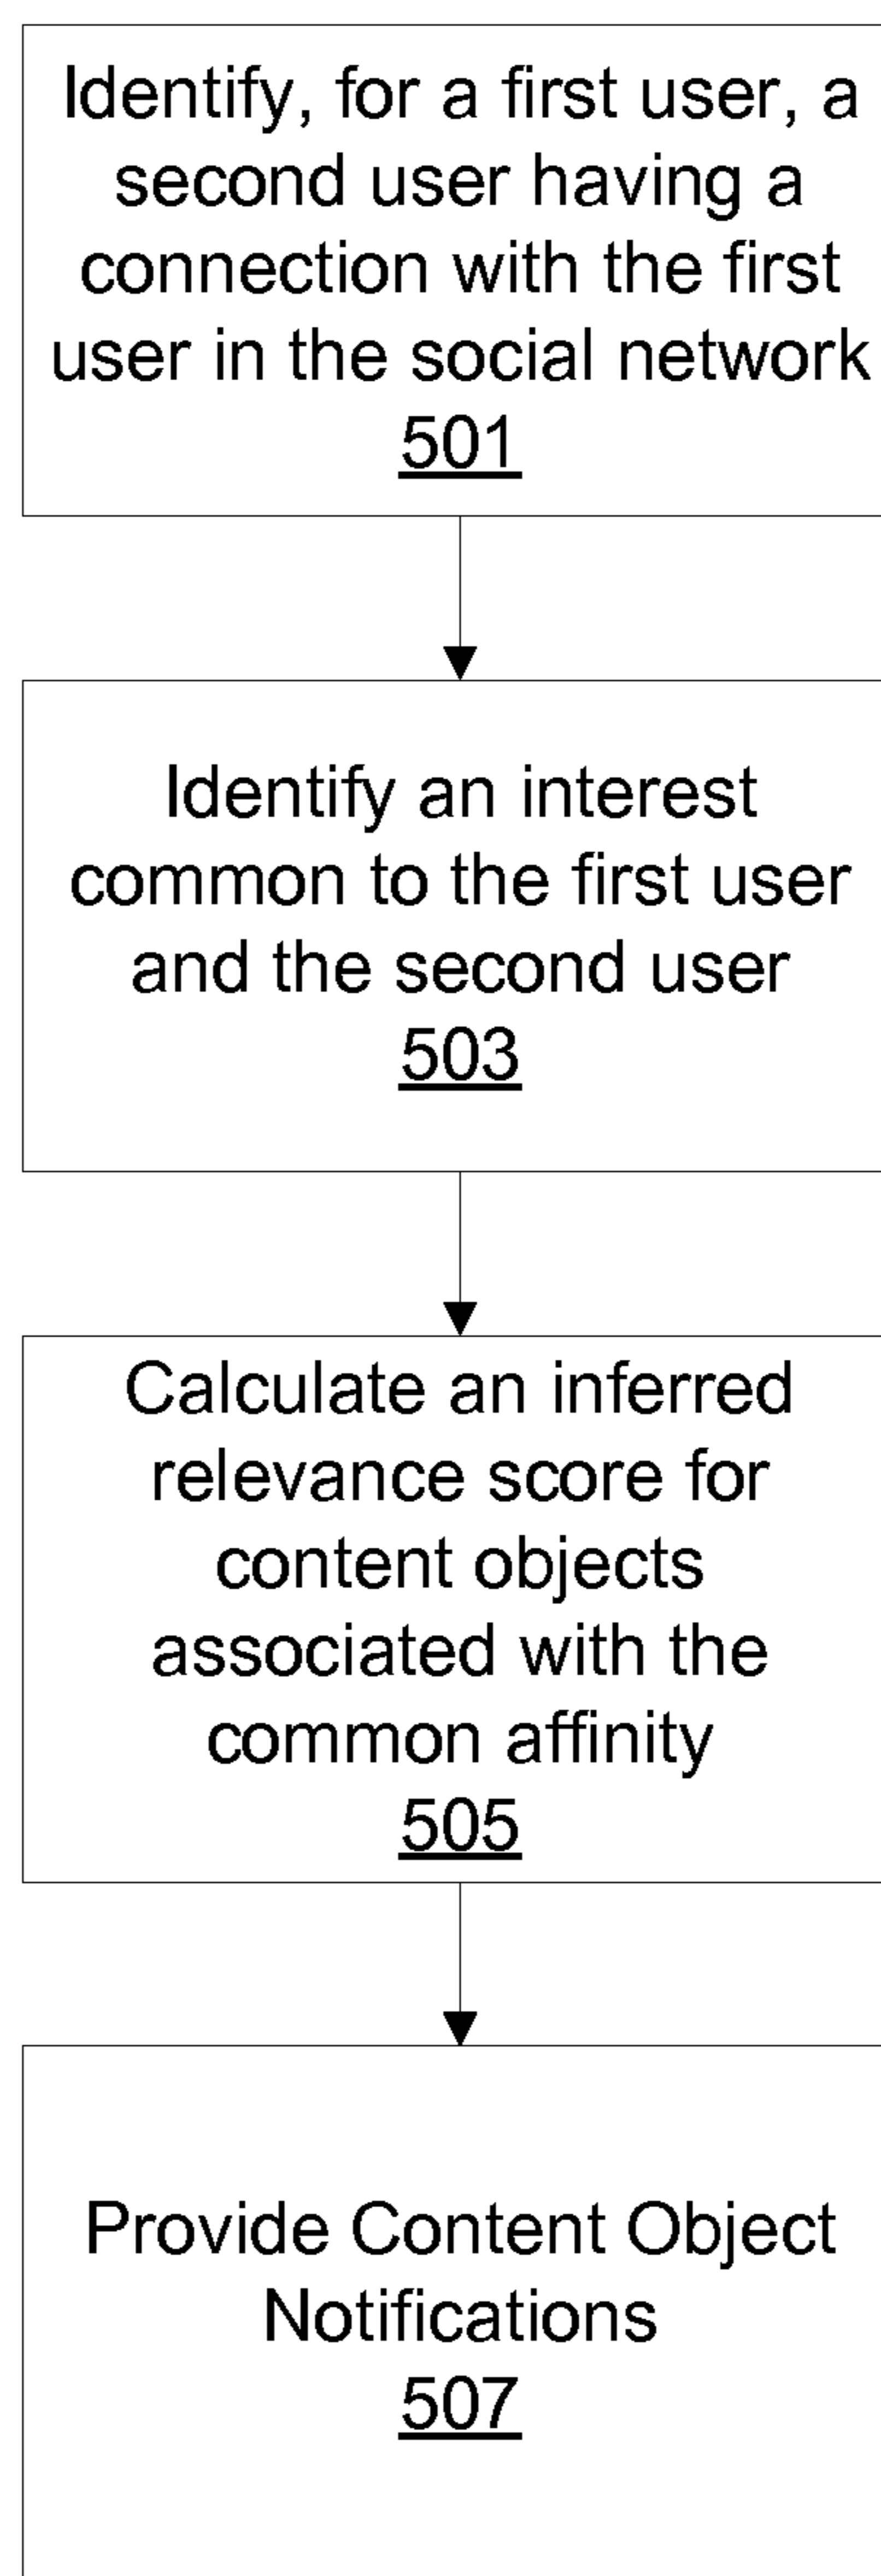 Identify, for a first user, a
second user having a
connection with the first
user in the social network
501
Identify an interest
common to the first user
and the second user
503
Calculate an inferred
relevance score for
content objects
associated with the
common affinity
505
Provide Content Object
Notifications
507